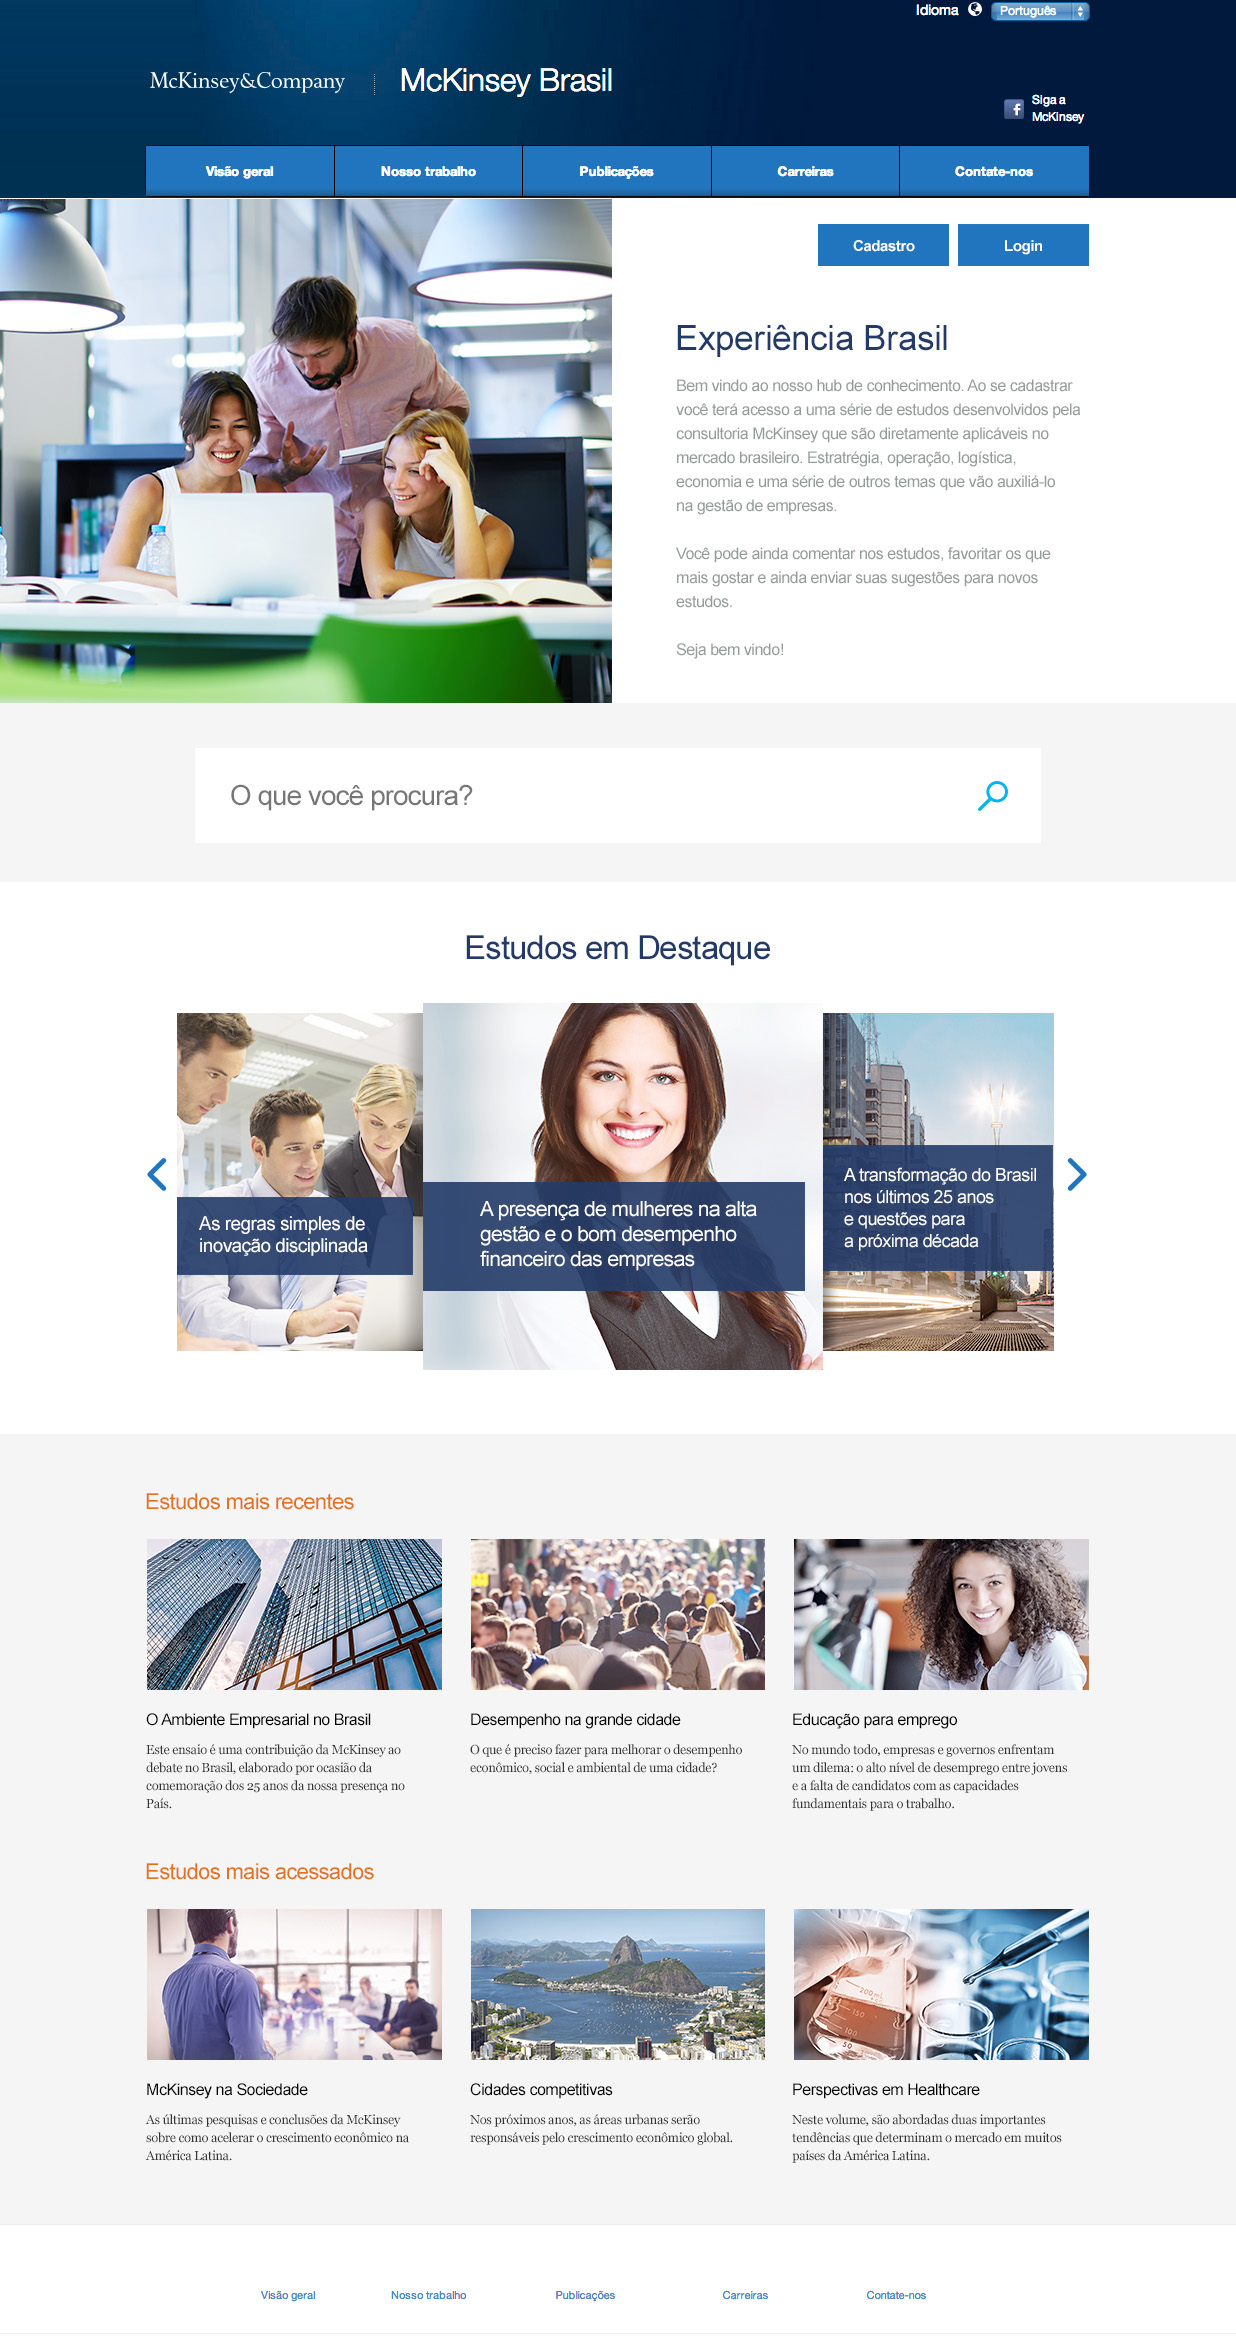 Idioma Português
McKinsey&Company McKinsey Brasil
Siga a
McKinsey
Visão geral Nosso trabalho Publicações Carreiras Contate-nos
Cadastro Login
Experiência Brasil
Bem vindo ao nosso hub de conhecimento. Ao se cadastrar
você terá acesso a uma série de estudos desenvolvidos pela
consultoria McKinsey que são diretamente aplicáveis no
mercado brasileiro. Estratrégia, operação, logística,
economia e uma série de outros temas que vão auxiliá-lo
na gestão de empresas.
Você pode ainda comentar nos estudos, favoritar os que
mais gostar e ainda enviar suas sugestões para novos
estudos.
Seja bem vindo!
O que você procura?
Estudos em Destaque
As regras simples de
inovação disciplinada
A presença de mulheres na alta
gestão e o bom desempenho
financeiro das empresas
A transformação do Brasil
nos últimos 25 anos
e questões para
a próxima década
Estudos mais recentes
O Ambiente Empresarial no Brasil
Este ensaio é uma contribuição da McKinsey ao
debate no Brasil, elaborado por ocasião da
comemoração dos 25 anos da nossa presença no
País.
Desempenho na grande cidade
O que é preciso fazer para melhorar o desempenho
econômico, social e ambiental de uma cidade?
Educação para emprego
No mundo todo, empresas e governos enfrentam
um dilema: o alto nível de desemprego entre jovens
e a falta de candidatos com as capacidades
fundamentais para o trabalho.
Estudos mais acessados
200
150
100
McKinsey na Sociedade
As últimas pesquisas e conclusões da McKinsey
sobre como acelerar o crescimento econômico na
América Latina.
Cidades competitivas
Nos próximos anos, as áreas urbanas serão
responsáveis pelo crescimento econômico global.
Perspectivas em Healthcare
Neste volume, são abordadas duas importantes
tendências que determinam o mercado em muitos
países da América Latina.
Visão geral Nosso trabalho Publicações Carreiras Contate-nos